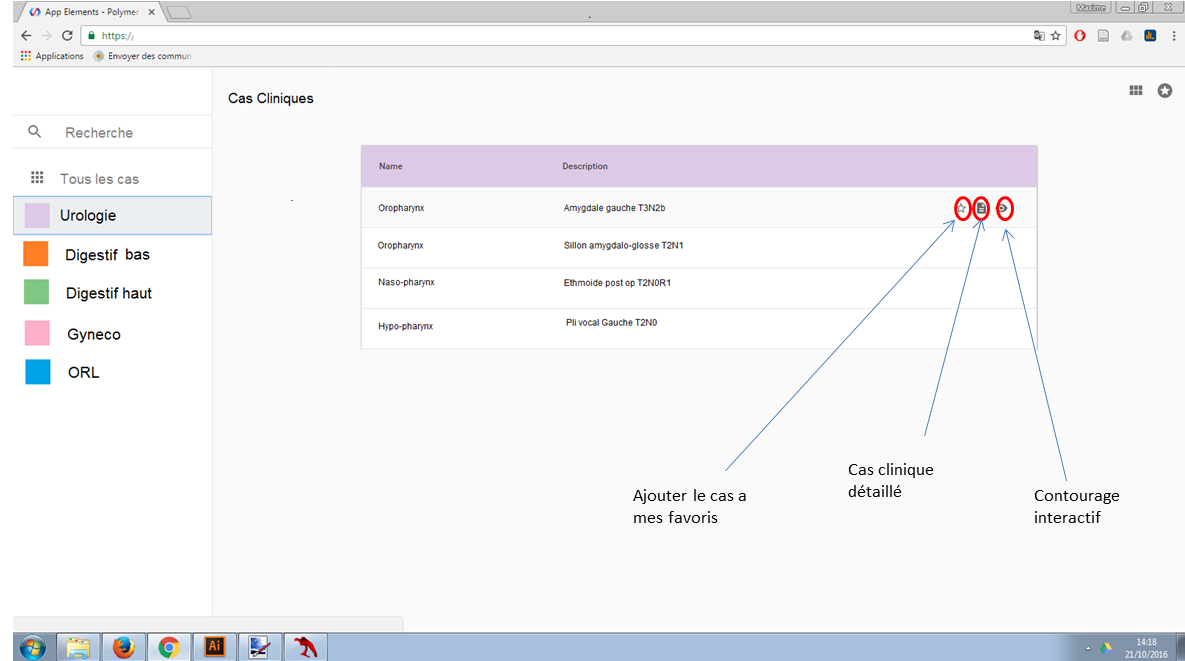 App Elements - Polymer
Maxime
https:/
Applications Envoyer des commun
Cas Cliniques
Recherche
Tous les cas
Urologie
Digestif bas
Digestif haut
Gyneco
ORL
Name Description
Oropharynx Amygdale gauche T3N2b
Oropharynx Sillon amygdalo-glosse T2N1
Naso-pharynx Ethmoide post op T2N0R1
Hypo-pharynx Pli vocal Gauche T2N0
Ajouter le cas a
mes favoris
Cas clinique
détaillé
Contourage
interactif
Ai
14:18
21/10/2016